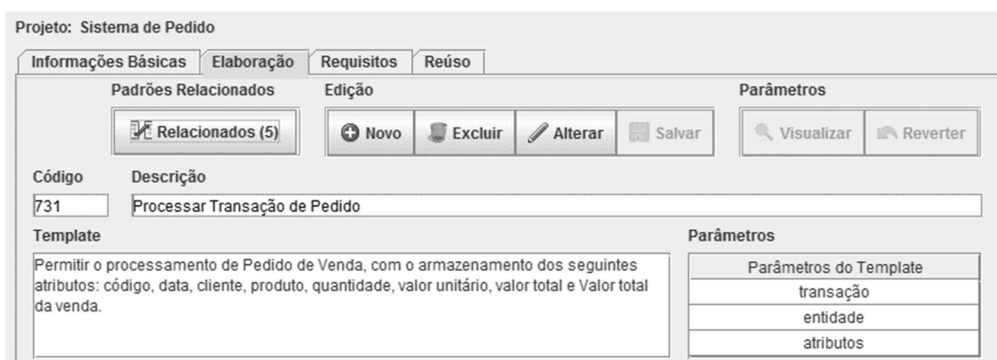 Projeto: Sistema de Pedido
Informações Básicas Elaboração Requisitos Reúso
Padrões Relacionados Edição Parâmetros
Relacionados (5) Novo Excluir Alterar Salvar Visualizar Reverter
Código Descrição
731 Processar Transação de Pedido
Template Parâmetros
Permitir o processamento de Pedido de Venda, com o armazenamento dos seguintes
atributos: código, data, cliente, produto, quantidade, valor unitário, valor total e Valor total
da venda.
Parâmetros do Template
transação
entidade
atributos